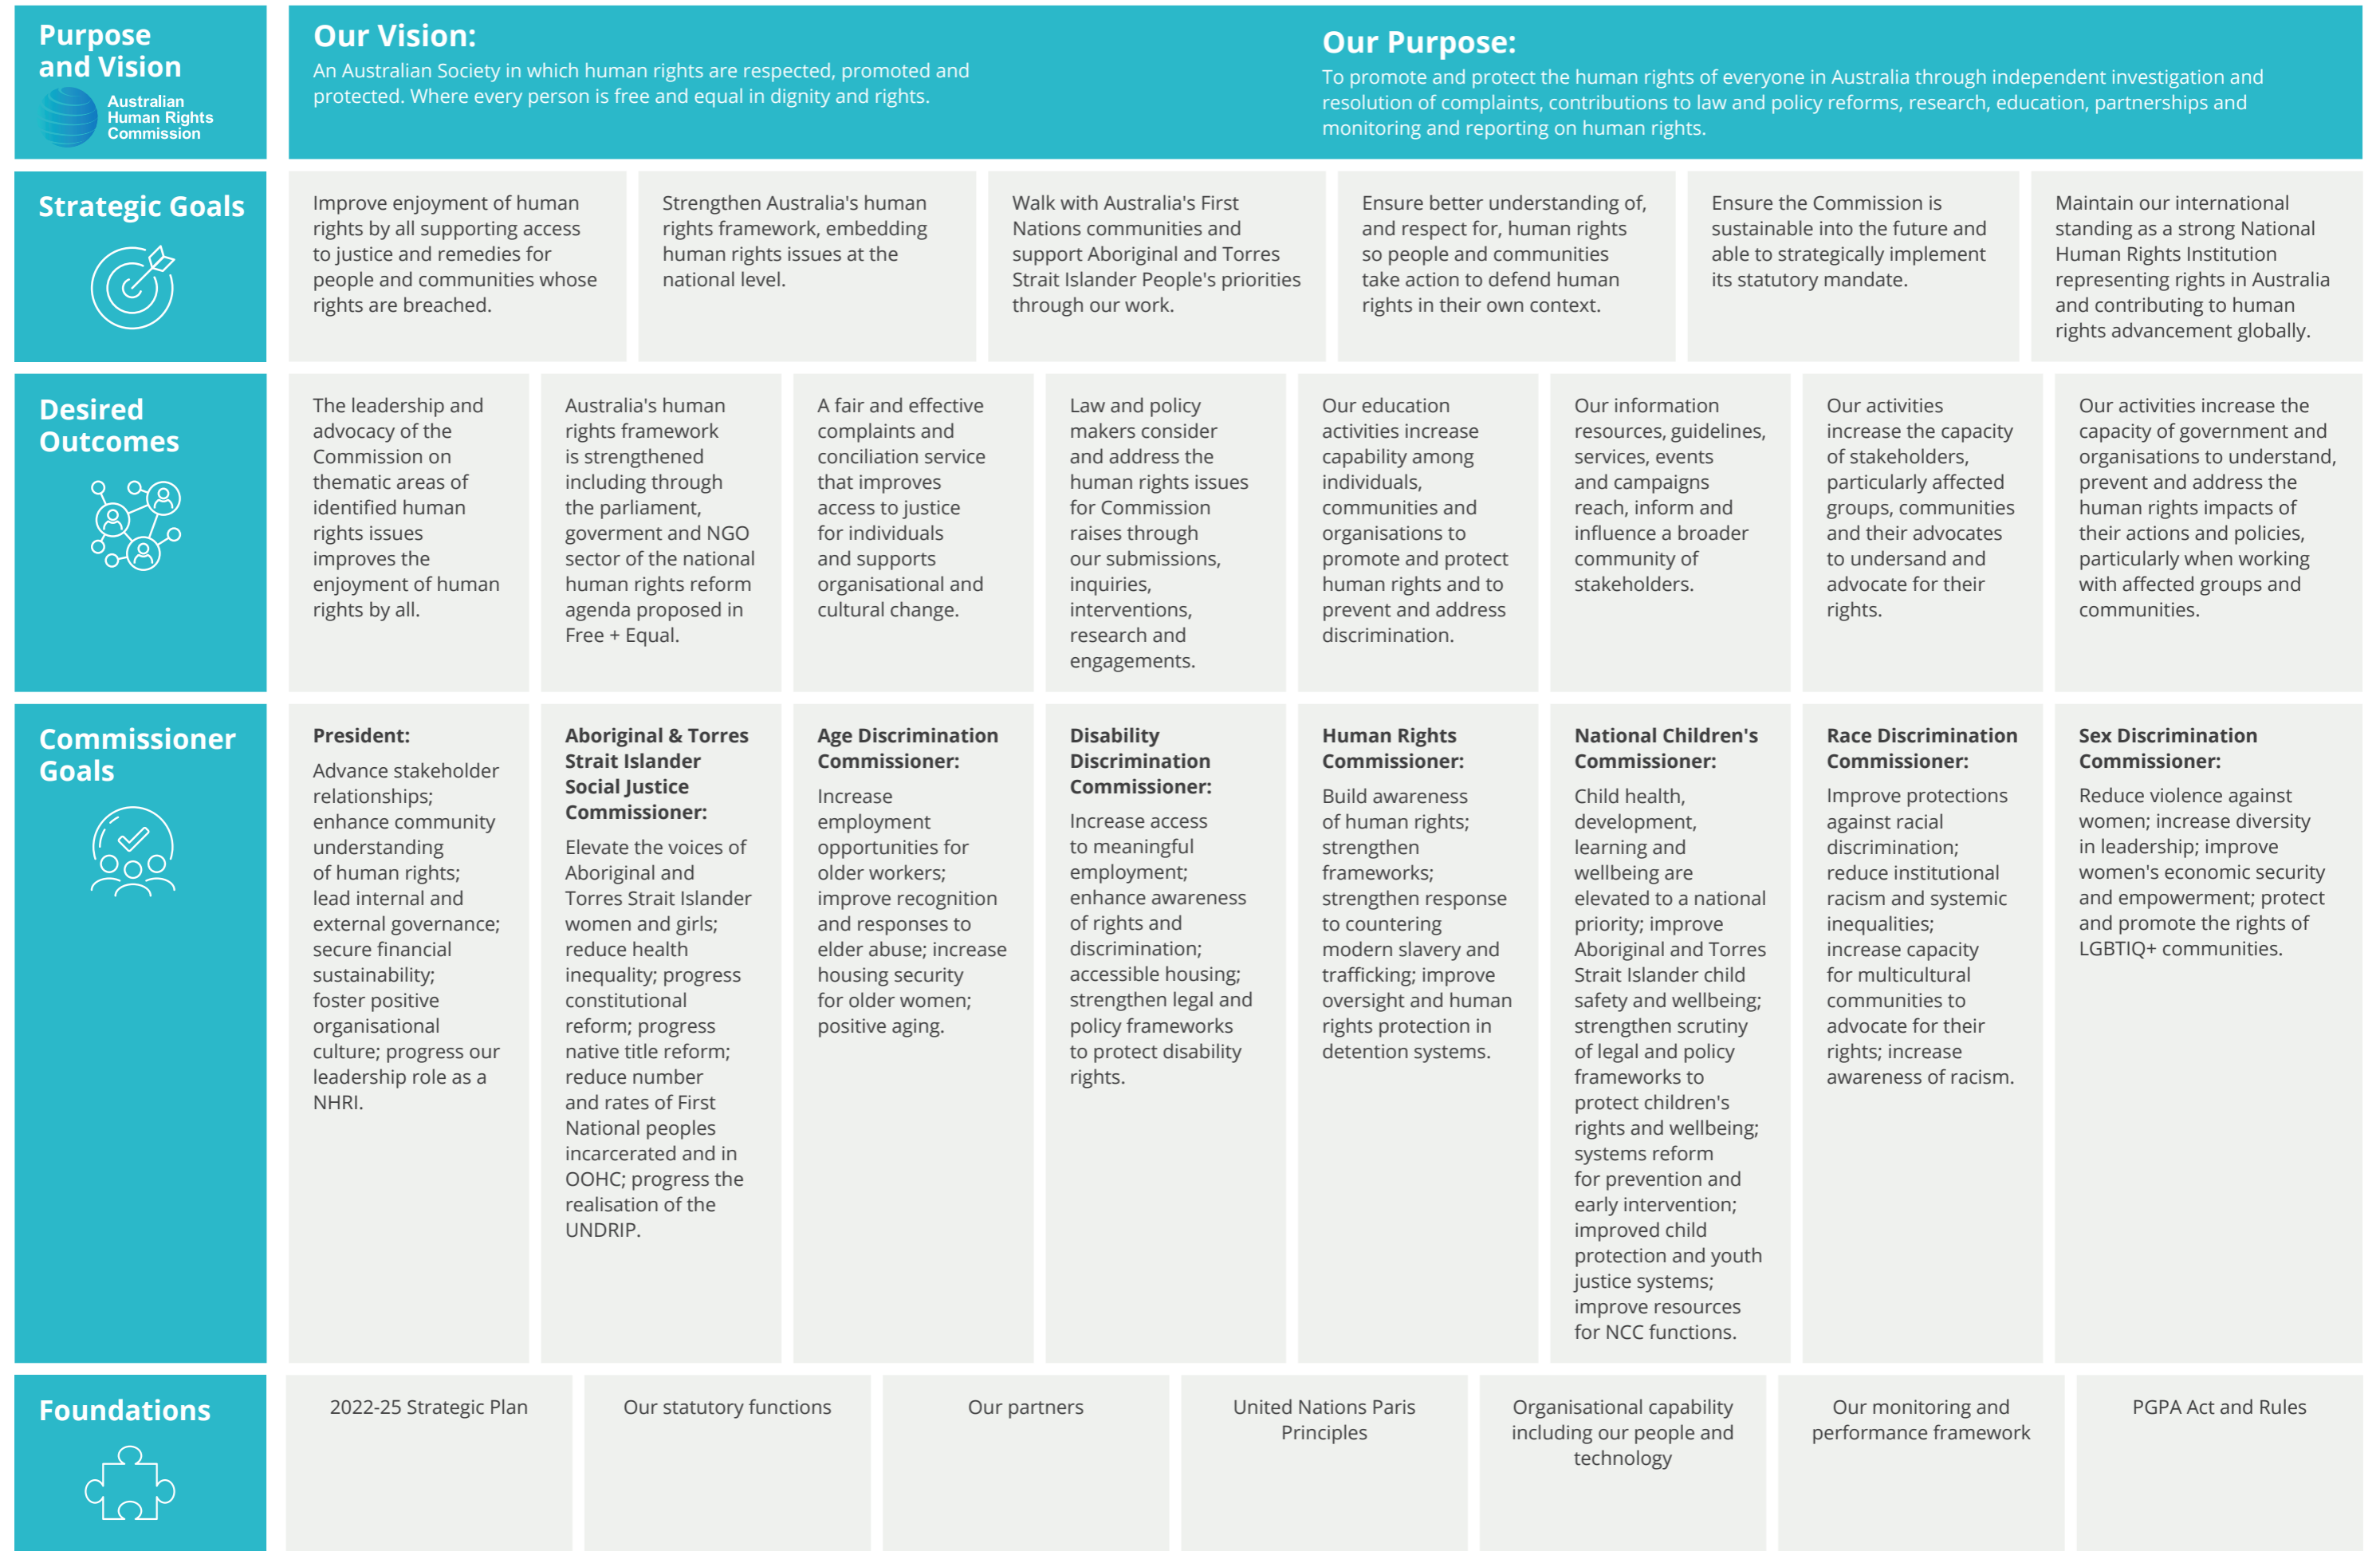 Purpose
and Vision
Australian
Human Rights
Commission
Our Vision:
An Australian Society in which human rights are respected, promoted and
protected. Where every person is free and equal in dignity and rights.
Our Purpose:
To promote and protect the human rights of everyone in Australia through independent investigation and
resolution of complaints, contributions to law and policy reforms, research, education, partnerships and
monitoring and reporting on human rights.
Strategic Goals
Improve enjoyment of human
rights by all supporting access
to justice and remedies for
people and communities whose
rights are breached.
Strengthen Australia's human
rights framework, embedding
human rights issues at the
national level.
Walk with Australia's First
Nations communities and
support Aboriginal and Torres
Strait Islander People's priorities
through our work.
Ensure better understanding of,
and respect for, human rights
so people and communities
take action to defend human
rights in their own context.
Ensure the Commission is
sustainable into the future and
able to strategically implement
its statutory mandate.
Maintain our international
standing as a strong National
Human Rights Institution
representing rights in Australia
and contributing to human
rights advancement globally.
Desired
Outcomes
The leadership and
advocacy of the
Commission on
thematic areas of
identified human
rights issues
improves the
enjoyment of human
rights by all.
Australia's human
rights framework
is strengthened
including through
the parliament,
goverment and NGO
sector of the national
human rights reform
agenda proposed in
Free + Equal.
A fair and effective
complaints and
conciliation service
that improves
access to justice
for individuals
and supports
organisational and
cultural change.
Law and policy
makers consider
and address the
human rights issues
for Commission
raises through
our submissions,
inquiries,
interventions,
research and
engagements.
Our education
activities increase
capability among
individuals,
communities and
organisations to
promote and protect
human rights and to
prevent and address
discrimination.
Our information
resources, guidelines,
services, events
and campaigns
reach, inform and
influence a broader
community of
stakeholders.
Our activities
increase the capacity
of stakeholders,
particularly affected
groups, communities
and their advocates
to undersand and
advocate for their
rights.
Our activities increase the
capacity of government and
organisations to understand,
prevent and address the
human rights impacts of
their actions and policies,
particularly when working
with affected groups and
communities.
Commissioner
Goals
President:
Advance stakeholder
relationships;
enhance community
understanding
of human rights;
lead internal and
external governance;
secure financial
sustainability;
foster positive
organisational
culture; progress our
leadership role as a
NHRI.
Aboriginal & Torres
Strait Islander
Social Justice
Commissioner:
Elevate the voices of
Aboriginal and
Torres Strait Islander
women and girls;
reduce health
inequality; progress
constitutional
reform; progress
native title reform;
reduce number
and rates of First
National peoples
incarcerated and in
OOHC; progress the
realisation of the
UNDRIP.
Age Discrimination
Commissioner:
Increase
employment
opportunities for
older workers;
improve recognition
and responses to
elder abuse; increase
housing security
for older women;
positive aging.
Disability
Discrimination
Commissioner:
Increase access
to meaningful
employment;
enhance awareness
of rights and
discrimination;
accessible housing;
strengthen legal and
policy frameworks
to protect disability
rights.
Human Rights
Commissioner:
Build awareness
of human rights;
strengthen
frameworks;
strengthen response
to countering
modern slavery and
trafficking; improve
oversight and human
rights protection in
detention systems.
National Children's
Commissioner:
Child health,
development,
learning and
wellbeing are
elevated to a national
priority; improve
Aboriginal and Torres
Strait Islander child
safety and wellbeing;
strengthen scrutiny
of legal and policy
frameworks to
protect children's
rights and wellbeing;
systems reform
for prevention and
early intervention;
improved child
protection and youth
justice systems;
improve resources
for NCC functions.
Race Discrimination
Commissioner:
Improve protections
against racial
discrimination;
reduce institutional
racism and systemic
inequalities;
increase capacity
for multicultural
communities to
advocate for their
rights; increase
awareness of racism.
Sex Discrimination
Commissioner:
Reduce violence against
women; increase diversity
in leadership; improve
women's economic security
and empowerment; protect
and promote the rights of
LGBTIQ+ communities.
Foundations
2022-25 Strategic Plan
Our statutory functions
Our partners
United Nations Paris
Principles
Organisational capability
including our people and
technology
Our monitoring and
performance framework
PGPA Act and Rules